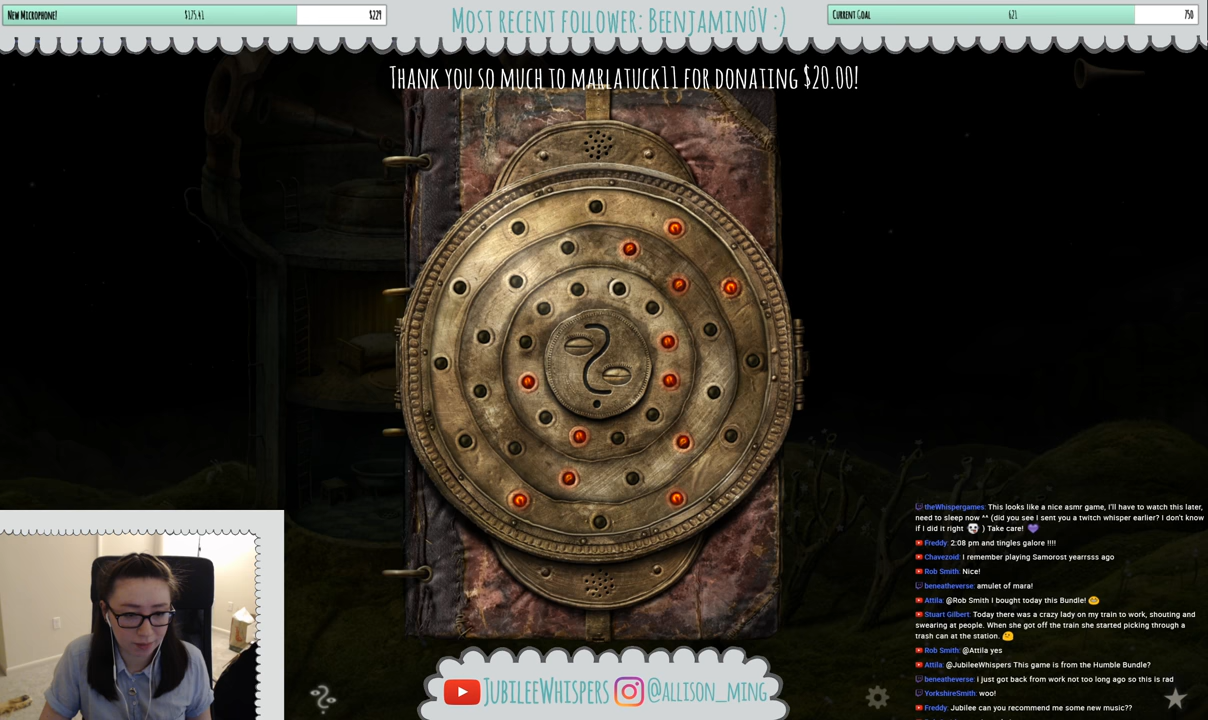 New Microphone! $175.41 $229
Most recent follower: BeenjaminóV :)
Current Goal 621 750
Thank you so much to marlatuck11 for donating $20.00!
theWhispergames: This looks like a nice asmr game, I'll have to watch this later,
need to sleep now ^^ (did you see I sent you a twitch whisper earlier? I don't know
if I did it right ) Take care! 💜
Freddy: 2:08 pm and tingles galore !!!!
Chavezoid: I remember playing Samorost yearrsss ago
Rob Smith: Nice!
beneatheverse: amulet of mara!
Attila: @Rob Smith I bought today this Bundle!
Stuart Gilbert: Today there was a crazy lady on my train to work, shouting and
swearing at people. When she got off the train she started picking through a
trash can at the station. 🤔
Rob Smith: @Attila yes
Attila: @JubileeWhispers This game is from the Humble Bundle?
beneatheverse: i just got back from work not too long ago so this is rad
YorkshireSmith: woo!
Freddy: Jubilee can you recommend me some new music??
JubileeWhispers @allison_ming